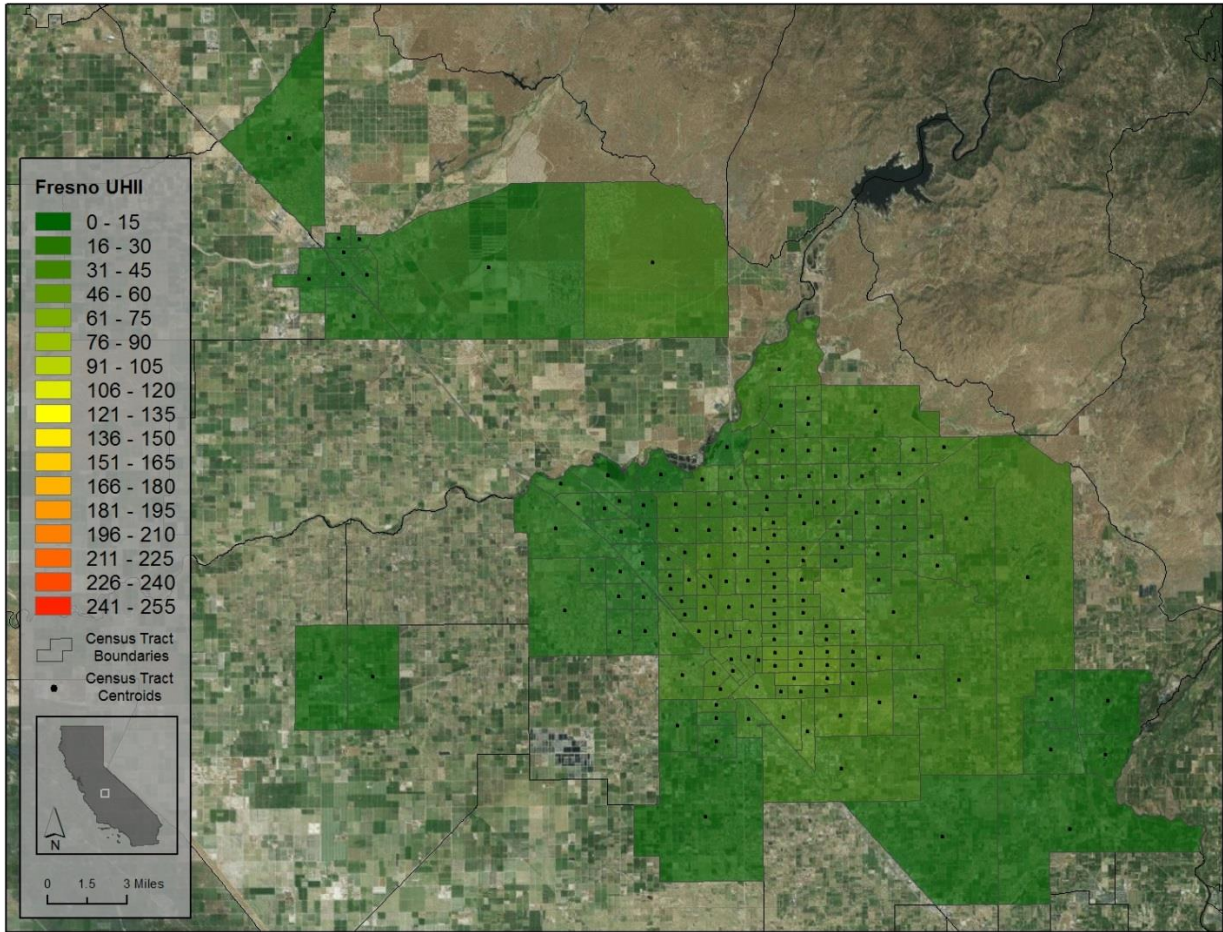 Fresno UHII
0 - 15
16 - 30
31 - 45
46 - 60
61 - 75
76 - 90
91 - 105
106 - 120
121 - 135
136 - 150
151 - 165
166 - 180
181 - 195
196 - 210
211 - 225
226 - 240
241 - 255
Census Tract
Boundaries
Census Tract
Centroids
N
0 1.5 3 Miles